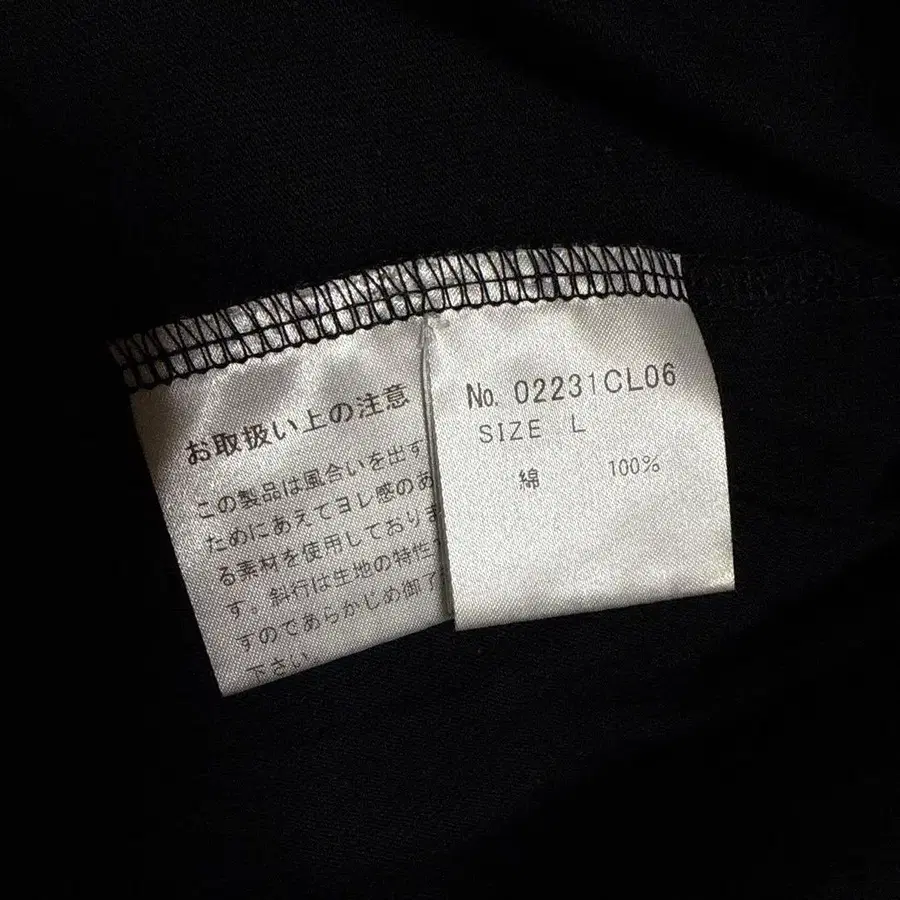 お取扱い上の注意
この製品は風合いを出す
ためにあえてヨレ感のあ
る素材を使用しておりま
す。斜行は生地の特性
すのであらかじめ御了
下さい
No. 02231CL06
SIZE L
綿 100%